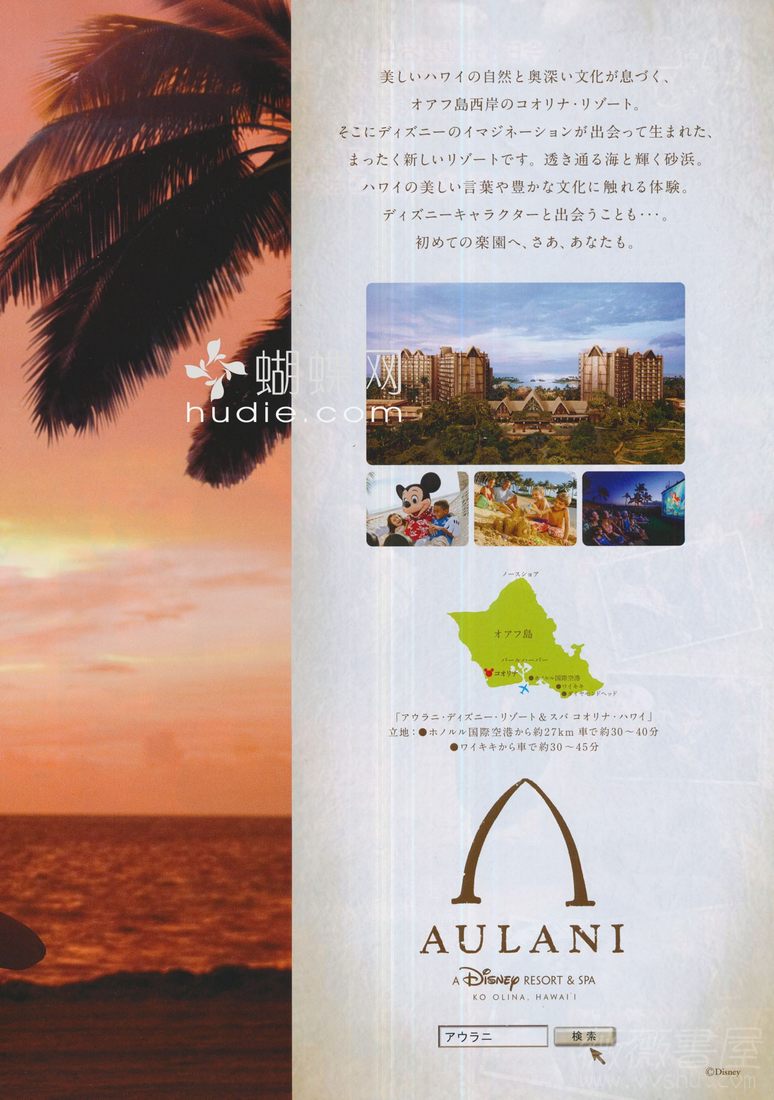 美しいハワイの自然と奥深い文化が息づく、
オアフ島西岸のコオリナ・リゾート。
そこにディズニーのイマジネーションが出会って生まれた、
まったく新しいリゾートです。透き通る海と輝く砂浜。
ハワイの美しい言葉や豊かな文化に触れる体験。
ディズニーキャラクターと出会うことも・・・。
初めての楽園へ、さあ、あなたも。
蝴蝶网
hudie.com
ノースショア
オアフ島
パールハーバー
コオリナ
●ホノルル国際空港
●ワイキキ
●ダイヤモンドヘッド
「アウラニ・ディズニー・リゾート&スパ コオリナ・ハワイ」
立地：●ホノルル国際空港から約27km 車で約30〜40分
●ワイキキから車で約30〜45分
AULANI
A Disney RESORT & SPA
KO OLINA, HAWAI'I
アウラニ 検索
書屋
©Disney